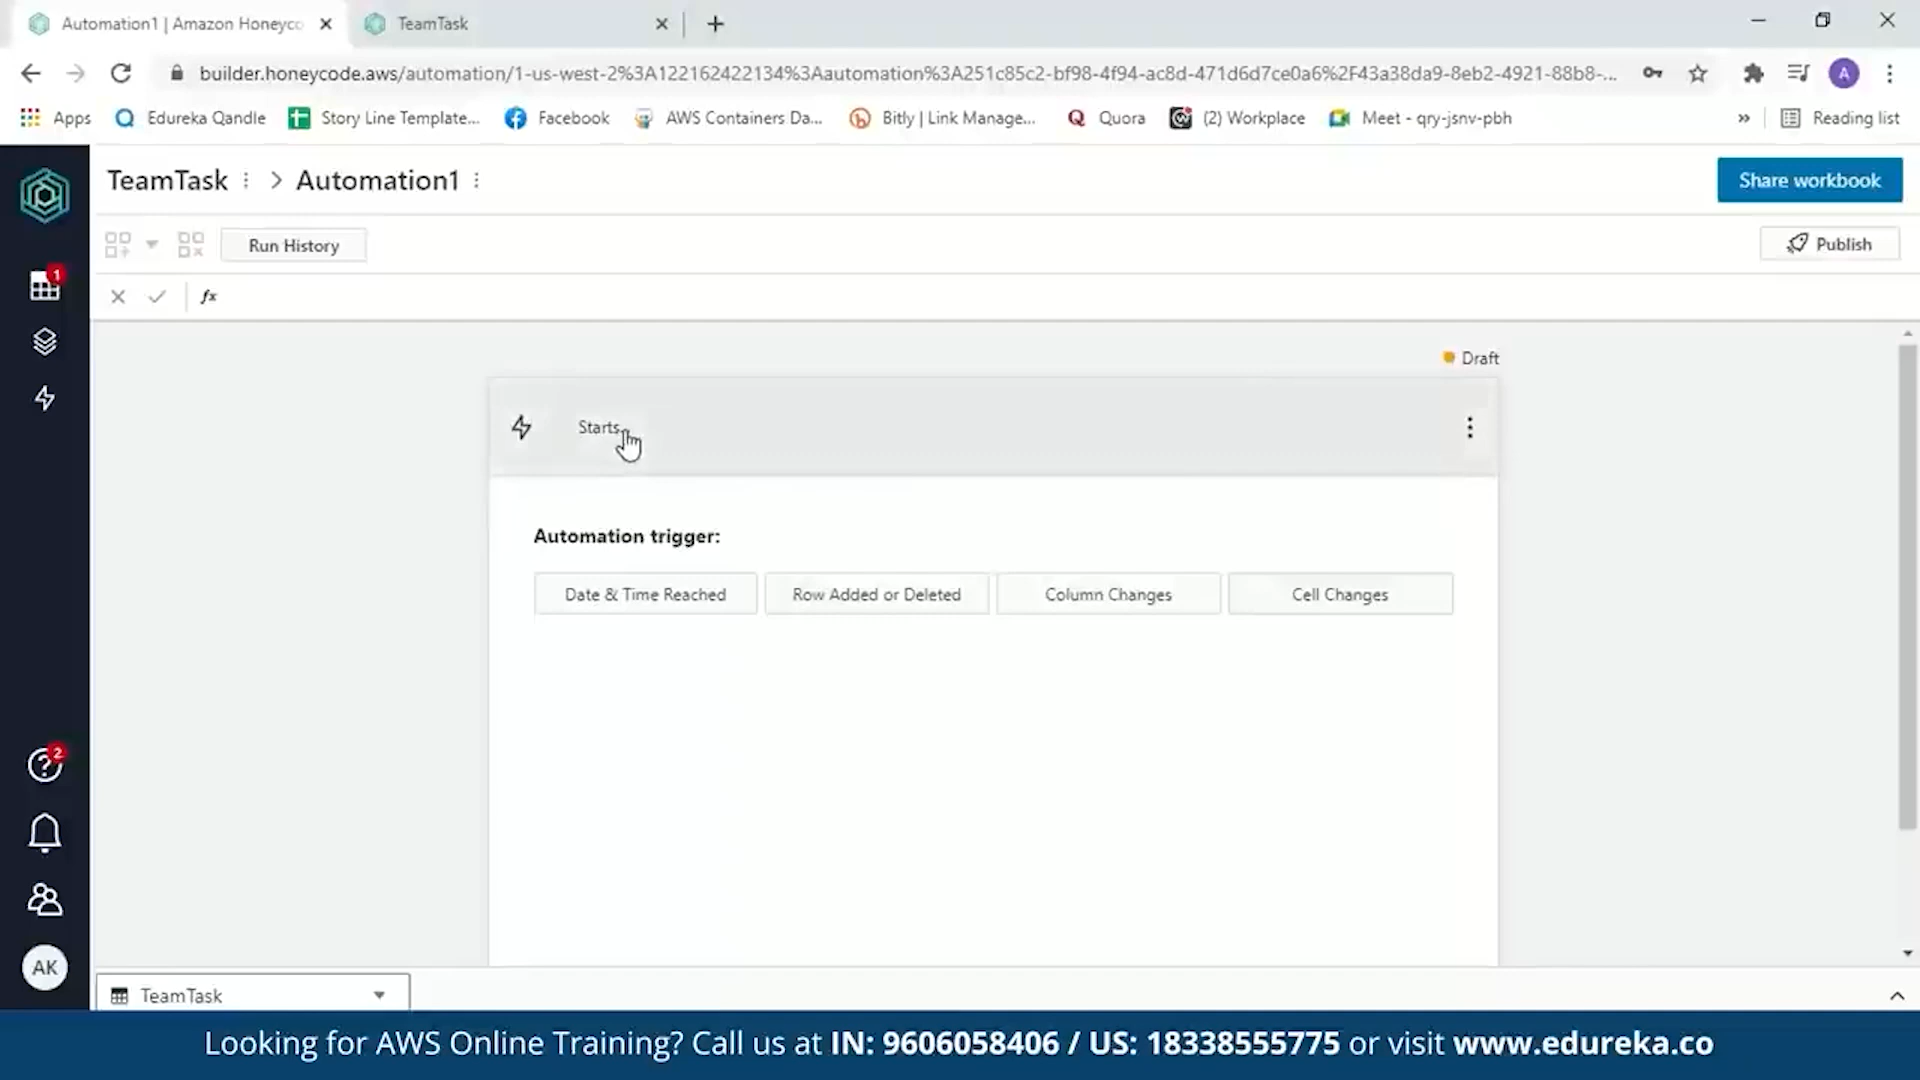 Automation1 | Amazon Honeyco
TeamTask
builder.honeycode.aws/automation/1-us-west-2%3A122162422134%3Aautomation%3A251c85c2-bf98-4f94-ac8d-471d6d7ce0a6%2F43a38da9-8eb2-4921-88b8-...
A
Apps
Edureka Qandle
Story Line Template...
Facebook
AWS Containers Da...
Bitly | Link Manage...
Quora
(2) Workplace
Meet - qry-jsnv-pbh
»
Reading list
TeamTask > Automation1
Share workbook
Run History
Publish
fx
1
Draft
Starts
Automation trigger:
Date & Time Reached
Row Added or Deleted
Column Changes
Cell Changes
2
AK
TeamTask
Looking for AWS Online Training? Call us at IN: 9606058406 / US: 18338555775 or visit www.edureka.co